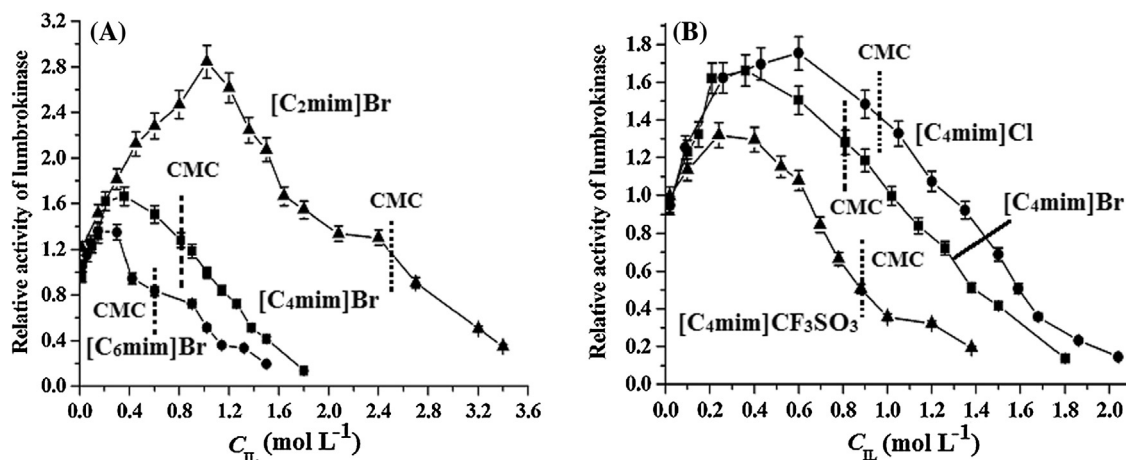 (A)
Relative activity of lumbrokinase
3.2
2.8
2.4
2.0
1.6
1.2
0.8
0.4
0.0
[C2mim]Br
CMC
CMC
[C4mim]Br
CMC
[C6mim]Br
0.0 0.4 0.8 1.2 1.6 2.0 2.4 2.8 3.2 3.6
C_IL (mol L⁻¹)
(B)
Relative activity of lumbrokinase
1.8
1.6
1.4
1.2
1.0
0.8
0.6
0.4
0.2
0.0
CMC
[C4mim]Cl
CMC
[C4mim]Br
CMC
[C4mim]CF3SO3
0.0 0.2 0.4 0.6 0.8 1.0 1.2 1.4 1.6 1.8 2.0
C_IL (mol L⁻¹)